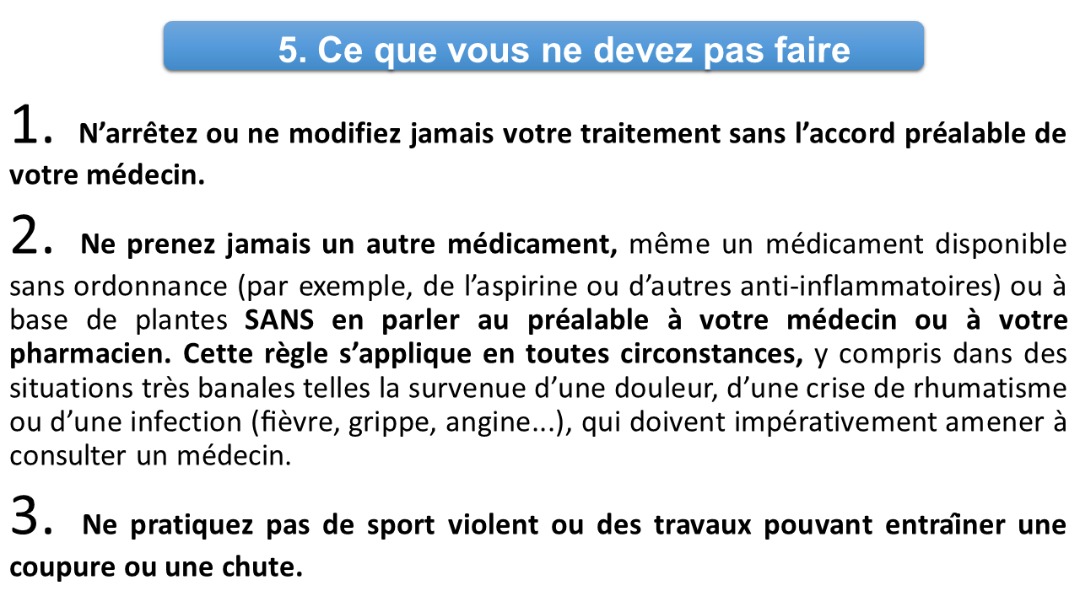 5. Ce que vous ne devez pas faire
1. N’arrêtez ou ne modifiez jamais votre traitement sans l’accord préalable de
votre médecin.
2. Ne prenez jamais un autre médicament, même un médicament disponible
sans ordonnance (par exemple, de l’aspirine ou d’autres anti-inflammatoires) ou à
base de plantes SANS en parler au préalable à votre médecin ou à votre
pharmacien. Cette règle s’applique en toutes circonstances, y compris dans des
situations très banales telles la survenue d’une douleur, d’une crise de rhumatisme
ou d’une infection (fièvre, grippe, angine...), qui doivent impérativement amener à
consulter un médecin.
3. Ne pratiquez pas de sport violent ou des travaux pouvant entraîner une
coupure ou une chute.